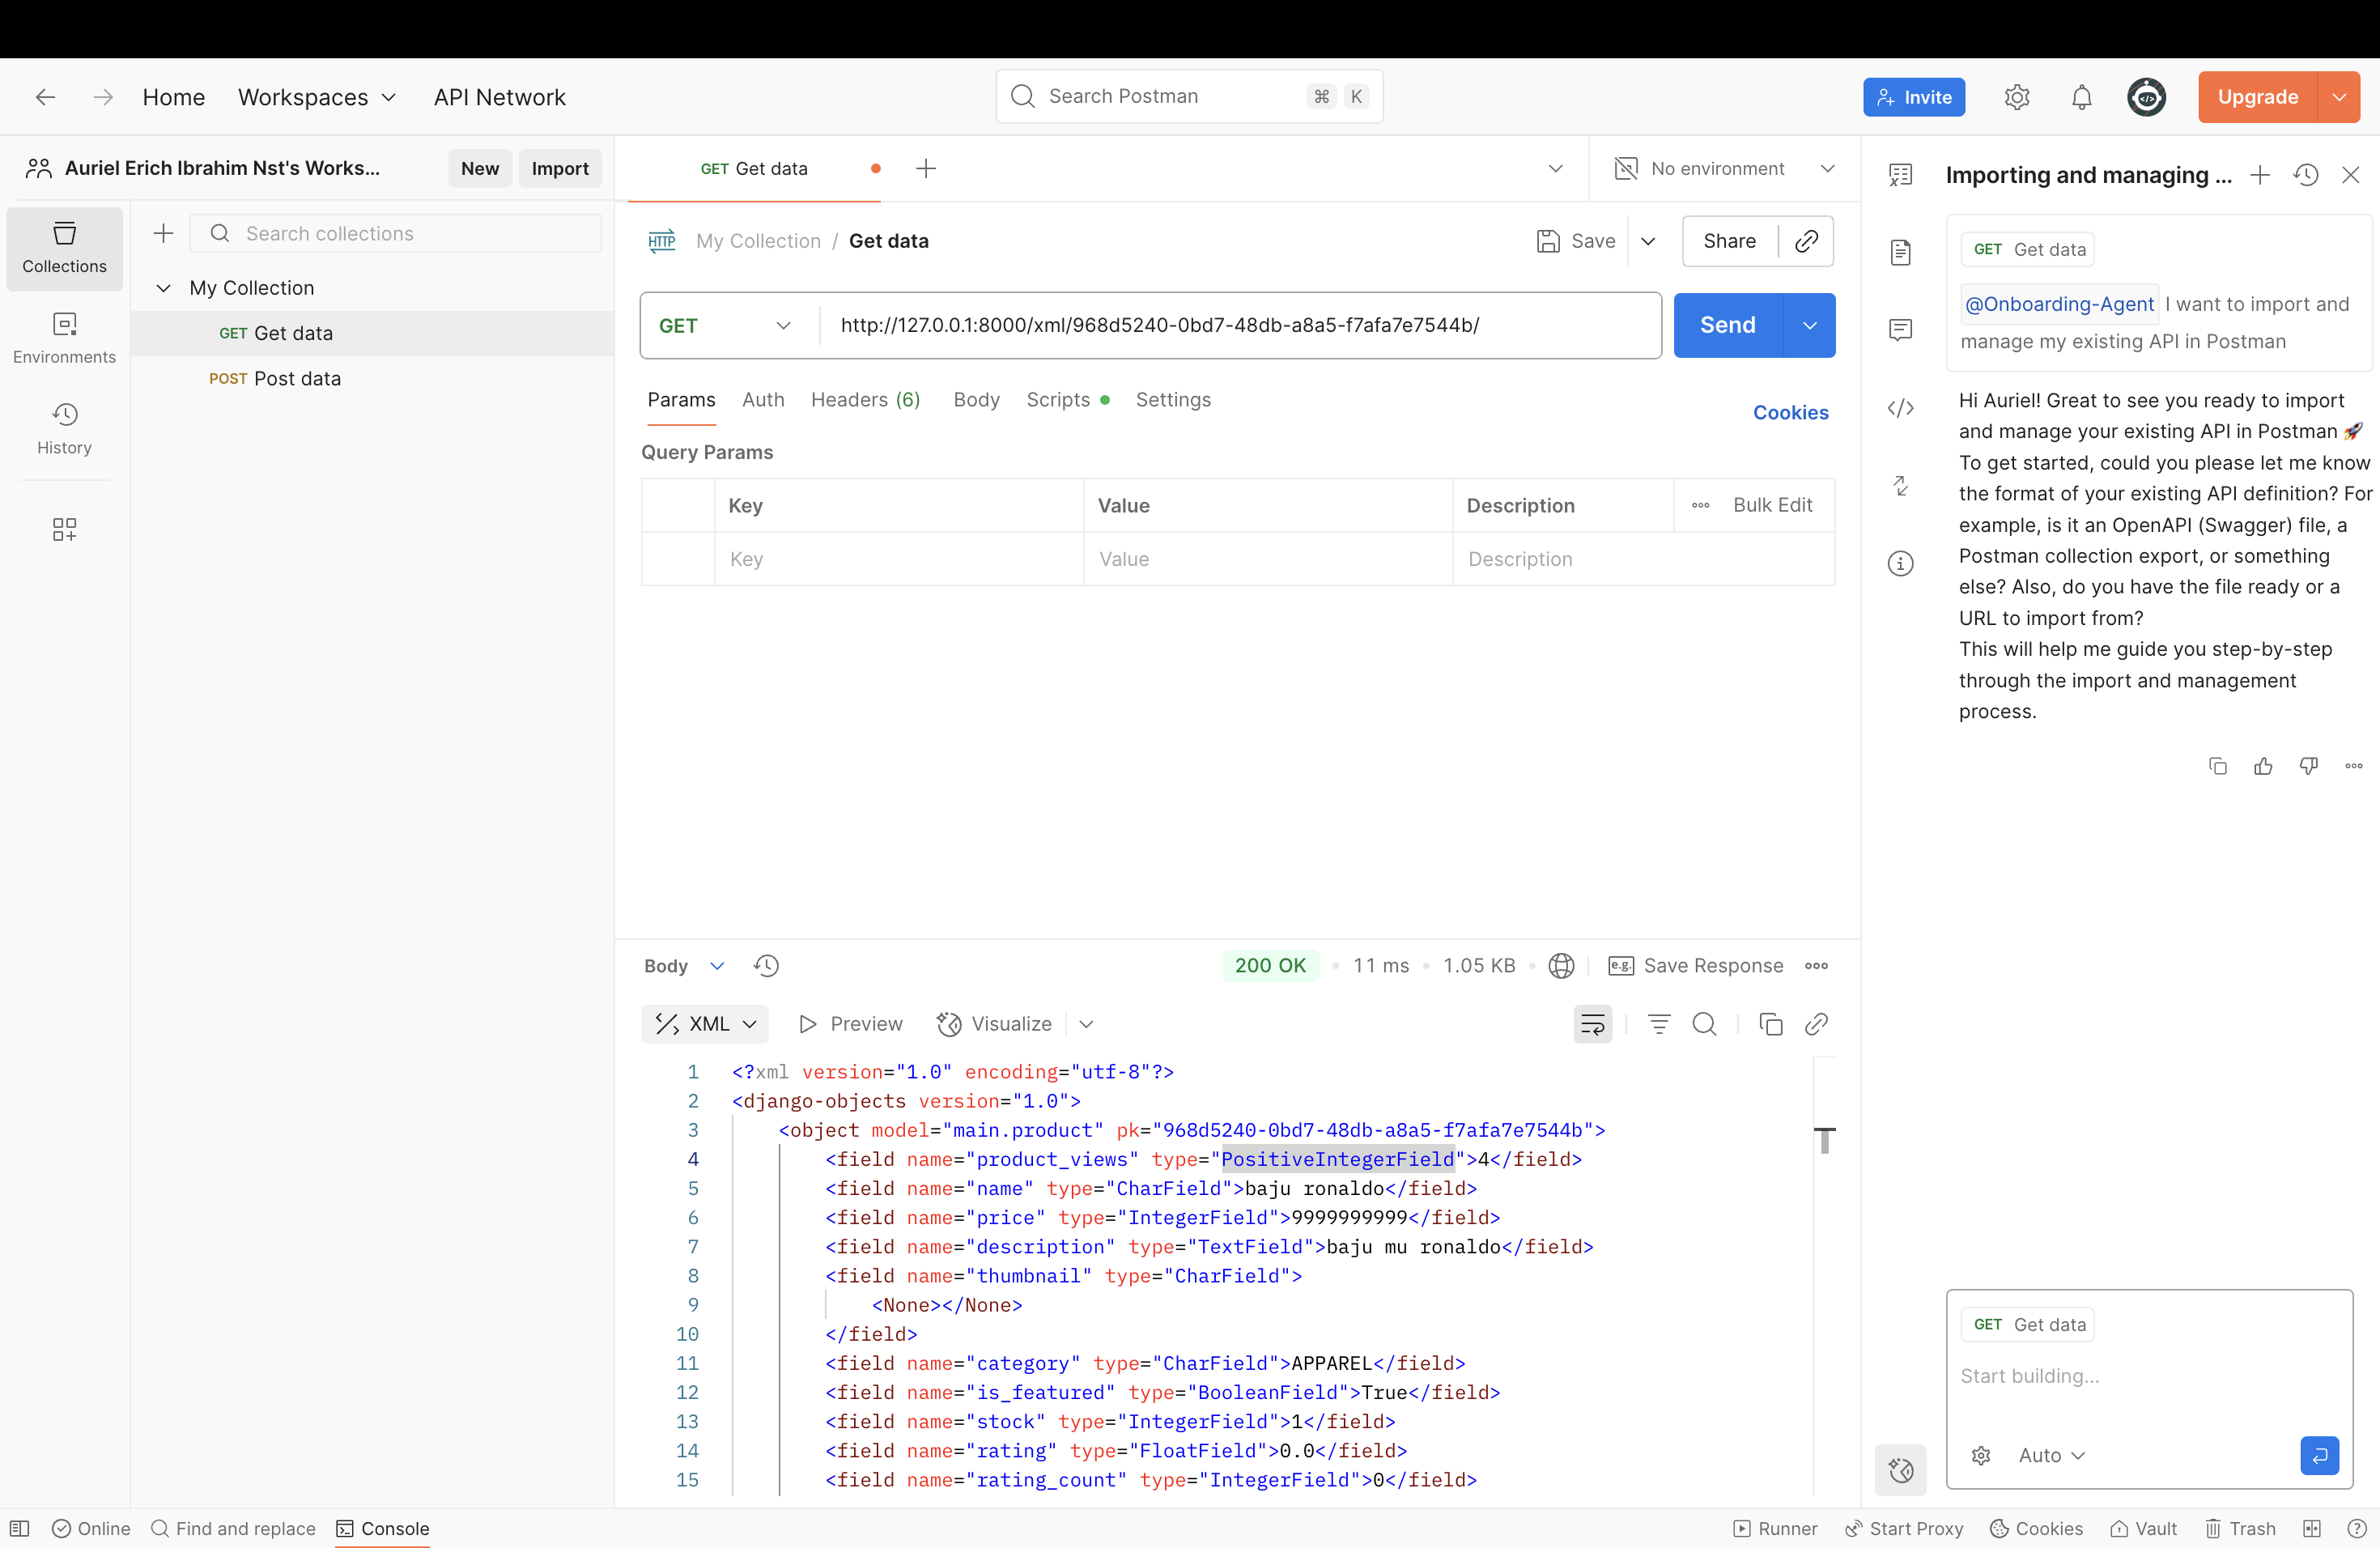 Home
Workspaces
API Network
Search Postman
⌘ K
Invite
Upgrade
Auriel Erich Ibrahim Nst's Works...
New
Import
Collections
Environments
History
Search collections
My Collection
GET Get data
POST Post data
GET Get data
No environment
HTTP
My Collection / Get data
Save
Share
GET
http://127.0.0.1:8000/xml/968d5240-0bd7-48db-a8a5-f7afa7e7544b/
Send
Params
Auth
Headers (6)
Body
Scripts
Settings
Cookies
Query Params
Key
Value
Description
Bulk Edit
Key
Value
Description
Body
200 OK
11 ms
1.05 KB
e.g.
Save Response
XML
Preview
Visualize
1 <?xml version="1.0" encoding="utf-8"?>
2 <django-objects version="1.0">
3 <object model="main.product" pk="968d5240-0bd7-48db-a8a5-f7afa7e7544b">
4 <field name="product_views" type="PositiveIntegerField">4</field>
5 <field name="name" type="CharField">baju ronaldo</field>
6 <field name="price" type="IntegerField">9999999999</field>
7 <field name="description" type="TextField">baju mu ronaldo</field>
8 <field name="thumbnail" type="CharField">
9 <None></None>
10 </field>
11 <field name="category" type="CharField">APPAREL</field>
12 <field name="is_featured" type="BooleanField">True</field>
13 <field name="stock" type="IntegerField">1</field>
14 <field name="rating" type="FloatField">0.0</field>
15 <field name="rating_count" type="IntegerField">0</field>
Importing and managing ...
GET Get data
@Onboarding-Agent I want to import and
manage my existing API in Postman
Hi Auriel! Great to see you ready to import
and manage your existing API in Postman 🚀
To get started, could you please let me know
the format of your existing API definition? For
example, is it an OpenAPI (Swagger) file, a
Postman collection export, or something
else? Also, do you have the file ready or a
URL to import from?
This will help me guide you step-by-step
through the import and management
process.
GET Get data
Start building...
Auto
Online
Find and replace
Console
Runner
Start Proxy
Cookies
Vault
Trash